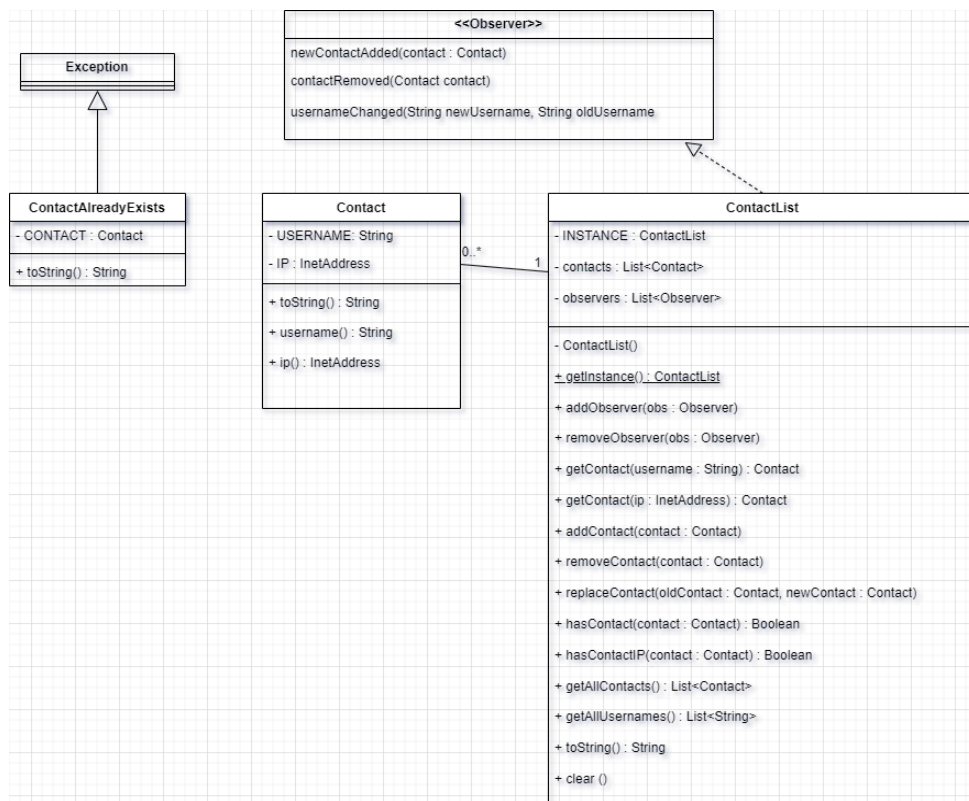 <<Observer>>
newContactAdded(contact : Contact)
contactRemoved(Contact contact)
usernameChanged(String newUsername, String oldUsername
Exception
ContactAlreadyExists
- CONTACT : Contact
+ toString() : String
Contact
- USERNAME: String
- IP : InetAddress
+ toString() : String
+ username() : String
+ ip() : InetAddress
0..*
1
ContactList
- INSTANCE : ContactList
- contacts : List<Contact>
- observers : List<Observer>
- ContactList()
+ getInstance() : ContactList
+ addObserver(obs : Observer)
+ removeObserver(obs : Observer)
+ getContact(username : String) : Contact
+ getContact(ip : InetAddress) : Contact
+ addContact(contact : Contact)
+ removeContact(contact : Contact)
+ replaceContact(oldContact : Contact, newContact : Contact)
+ hasContact(contact : Contact) : Boolean
+ hasContactIP(contact : Contact) : Boolean
+ getAllContacts() : List<Contact>
+ getAllUsernames() : List<String>
+ toString() : String
+ clear ()